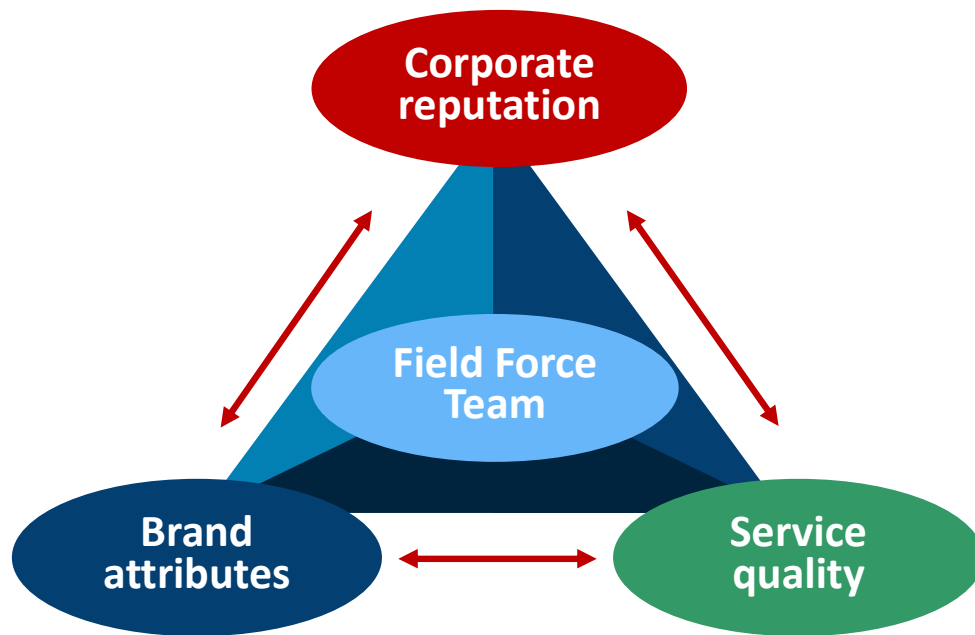 Corporate
reputation
Field Force
Team
Brand
attributes
Service
quality